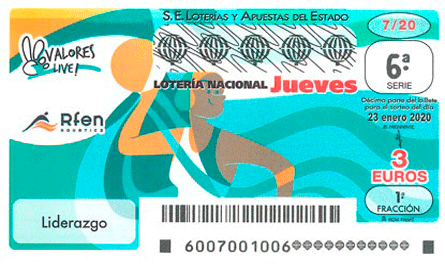 S.E. LOTERÍAS Y APUESTAS DEL ESTADO
7/20
VALORES
LIVE!
6ª
SERIE
LOTERÍA NACIONAL Jueves
Décima parte del billete
para el sorteo del día
23 enero 2020
Rfen
3
EUROS
1ª
FRACCIÓN
Liderazgo
6007001006